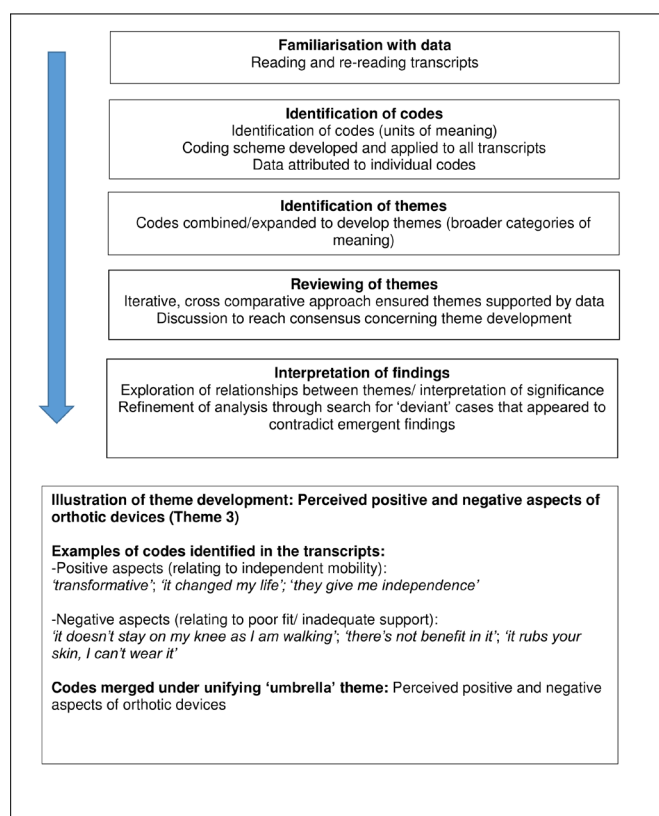 Familiarisation with data
Reading and re-reading transcripts
Identification of codes
Identification of codes (units of meaning)
Coding scheme developed and applied to all transcripts
Data attributed to individual codes
Identification of themes
Codes combined/expanded to develop themes (broader categories of
meaning)
Reviewing of themes
Iterative, cross comparative approach ensured themes supported by data
Discussion to reach consensus concerning theme development
Interpretation of findings
Exploration of relationships between themes/ interpretation of significance
Refinement of analysis through search for ‘deviant’ cases that appeared to
contradict emergent findings
Illustration of theme development: Perceived positive and negative aspects of
orthotic devices (Theme 3)
Examples of codes identified in the transcripts:
-Positive aspects (relating to independent mobility):
‘transformative’; ‘it changed my life’; ‘they give me independence’
-Negative aspects (relating to poor fit/ inadequate support):
‘it doesn’t stay on my knee as I am walking’; ‘there’s not benefit in it’; ‘it rubs your
skin, I can’t wear it’
Codes merged under unifying ‘umbrella’ theme: Perceived positive and negative
aspects of orthotic devices